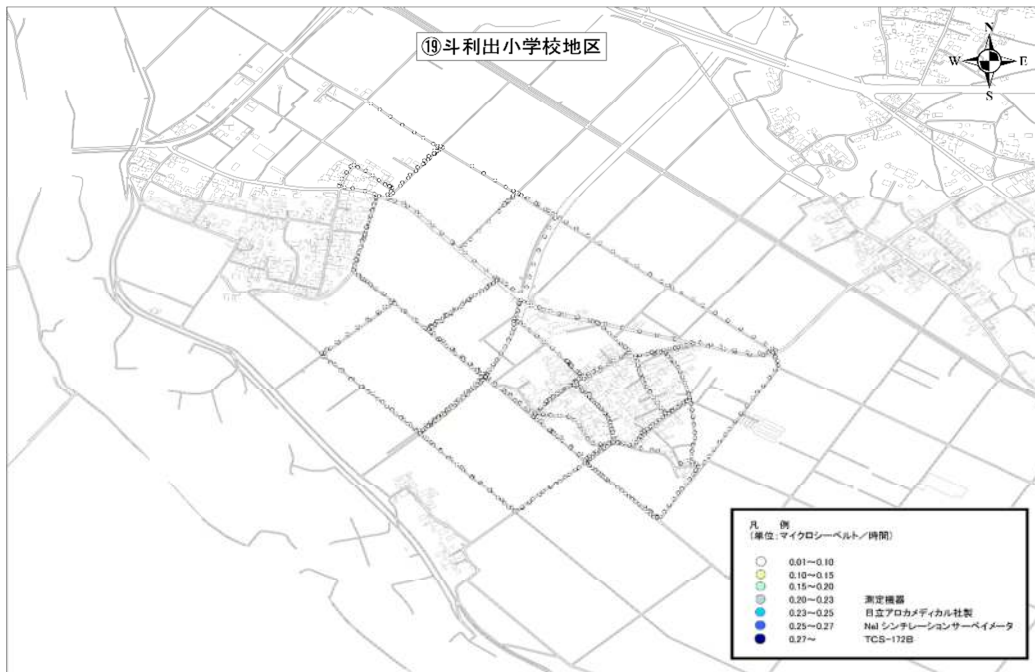 ⑲斗利出小学校地区
N
W E
S
凡 例
(単位:マイクロシーベルト/時間)
0.01～0.10
0.10～0.15
0.15～0.20
0.20～0.23 測定機器
0.23～0.25 日立アロカメディカル社製
0.25～0.27 NaI シンチレーションサーベイメータ
0.27～ TCS-172B